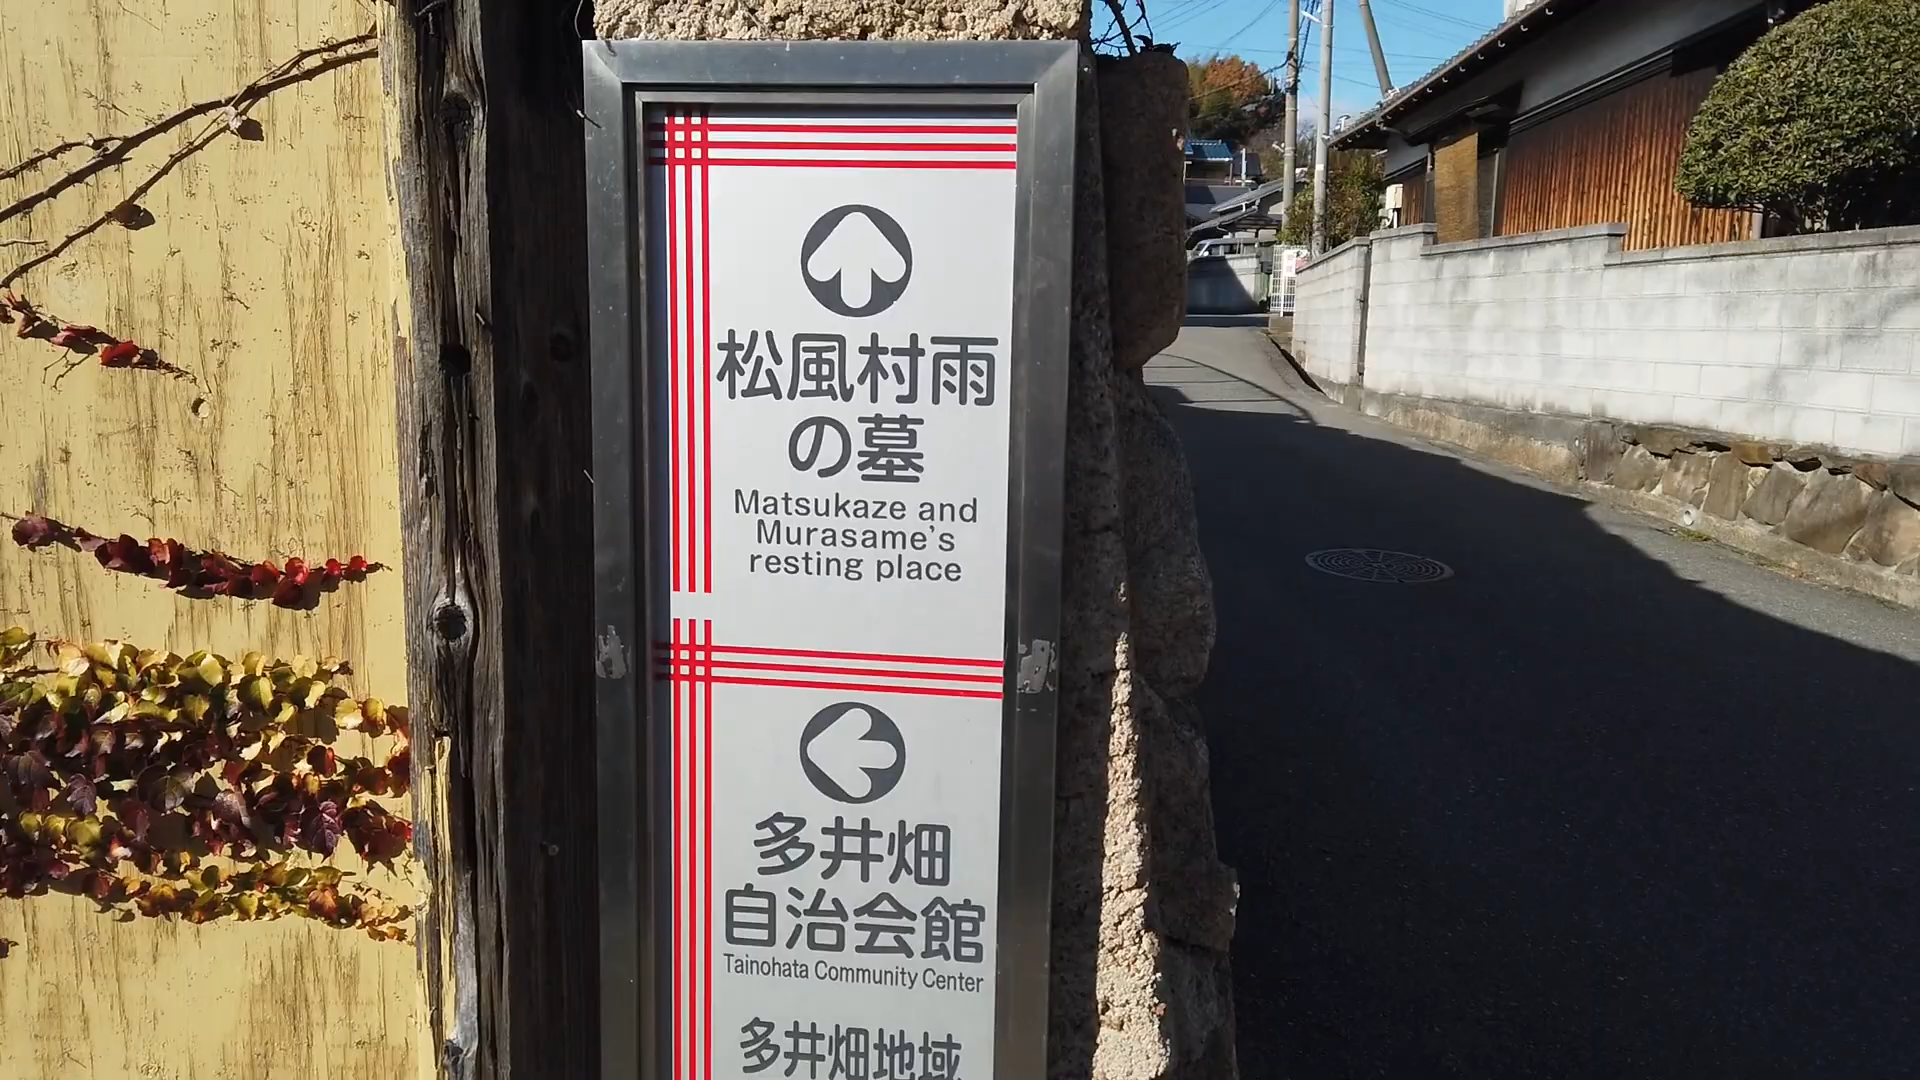 松風村雨
の墓
Matsukaze and
Murasame's
resting place
多井畑
自治会館
Tainohata Community Center
多井畑地域